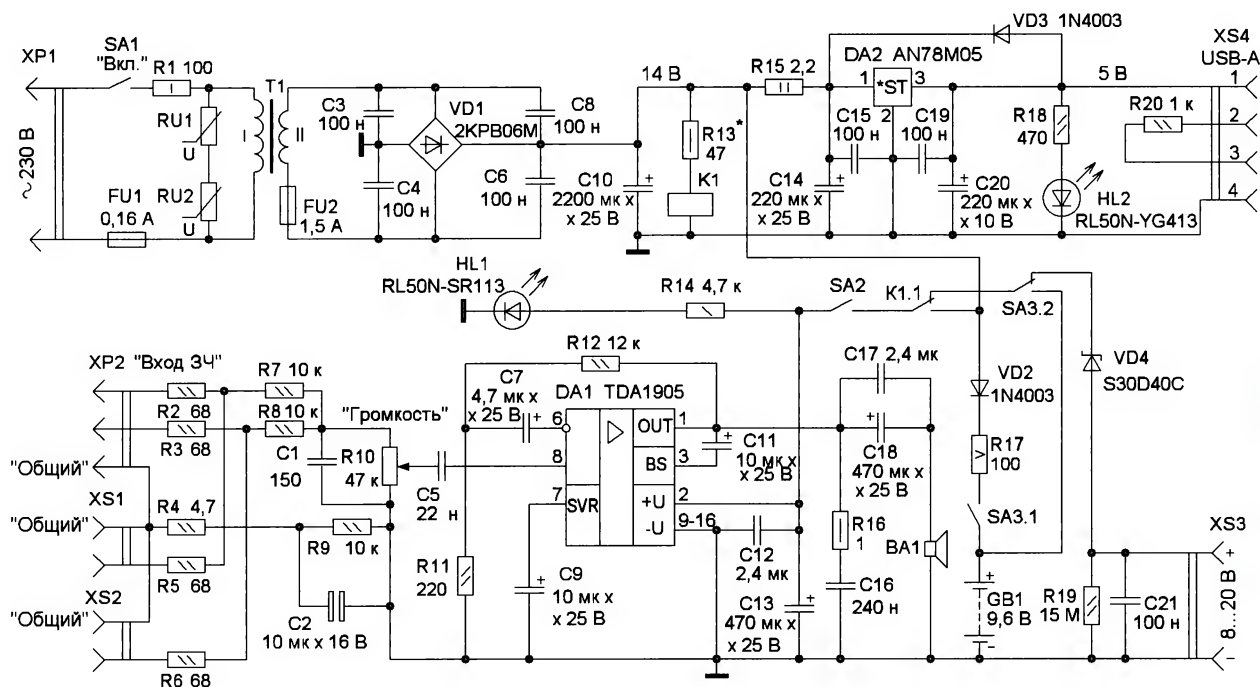 XP1
SA1
"Вкл."
R1 100
T1
RU1
U
RU2
U
FU1
0,16 А
~230 В
I
II
FU2
1,5 А
C3
100 н
VD1
2KPB06M
C4
100 н
C8
100 н
C6
100 н
C10
2200 мк х
х 25 В
14 В
R13*
47
K1
R15 2,2
VD3 1N4003
DA2 AN78M05
1
*ST
3
2
C15
100 н
C19
100 н
C14
220 мк х
х 25 В
C20
220 мк х
х 10 В
5 В
R18
470
HL2
RL50N-YG413
XS4
USB-A
R20 1 к
1
2
3
4
HL1
RL50N-SR113
R14 4,7 к
SA2
K1.1
SA3.2
VD4
S30D40C
XP2 "Вход ЗЧ"
R7 10 к
R2 68
R8 10 к
R3 68
"Общий"
XS1
"Общий"
R4 4,7
R5 68
XS2
"Общий"
R6 68
C1
150
"Громкость"
R10
47 к
R9
10 к
C2
10 мк х 16 В
C5
22 н
R12 12 к
C7
4,7 мк х
х 25 В
DA1 TDA1905
6
8
7
SVR
OUT
BS
+U
-U
1
3
2
9-16
R11
220
C9
10 мк х
х 25 В
C11
10 мк х
х 25 В
C12
2,4 мк
C13
470 мк х
х 25 В
C17 2,4 мк
C18
470 мк х
х 25 В
R16
1
C16
240 н
BA1
VD2
1N4003
R17
100
SA3.1
GB1
9,6 В
R19
15 М
C21
100 н
XS3
+
8...20 В
−